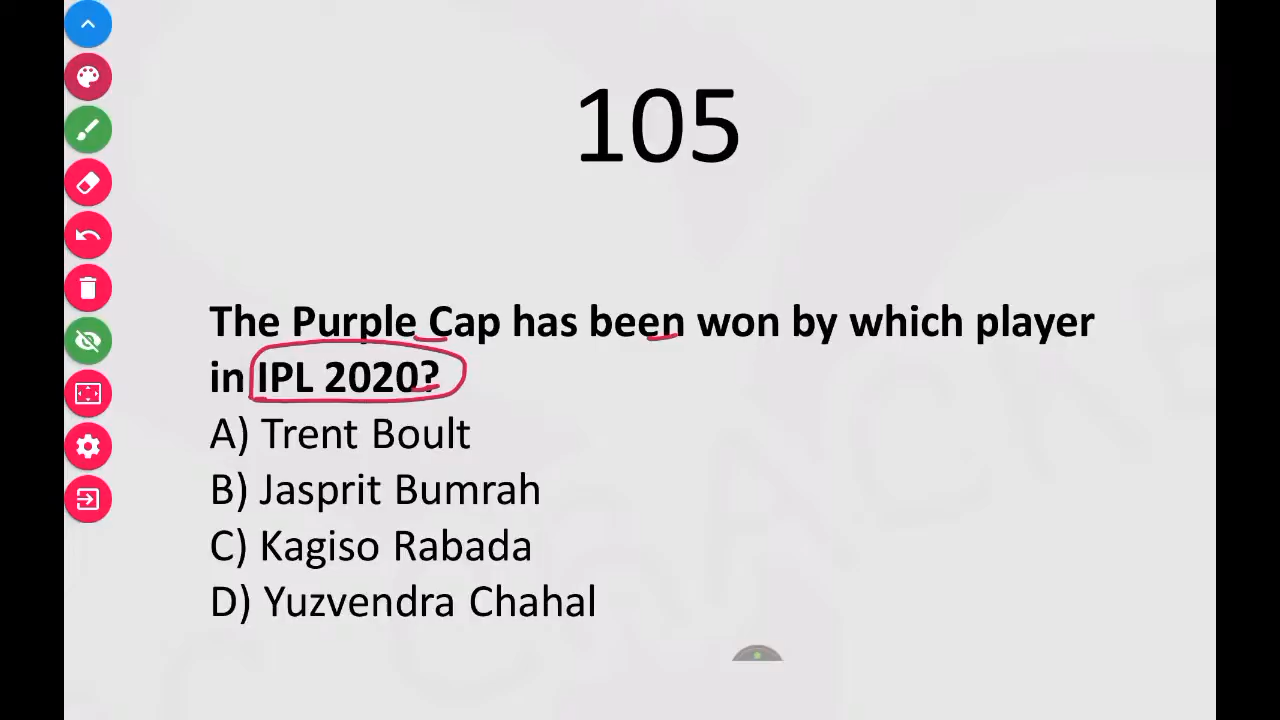 105
The Purple Cap has been won by which player
in IPL 2020?
A) Trent Boult
B) Jasprit Bumrah
C) Kagiso Rabada
D) Yuzvendra Chahal